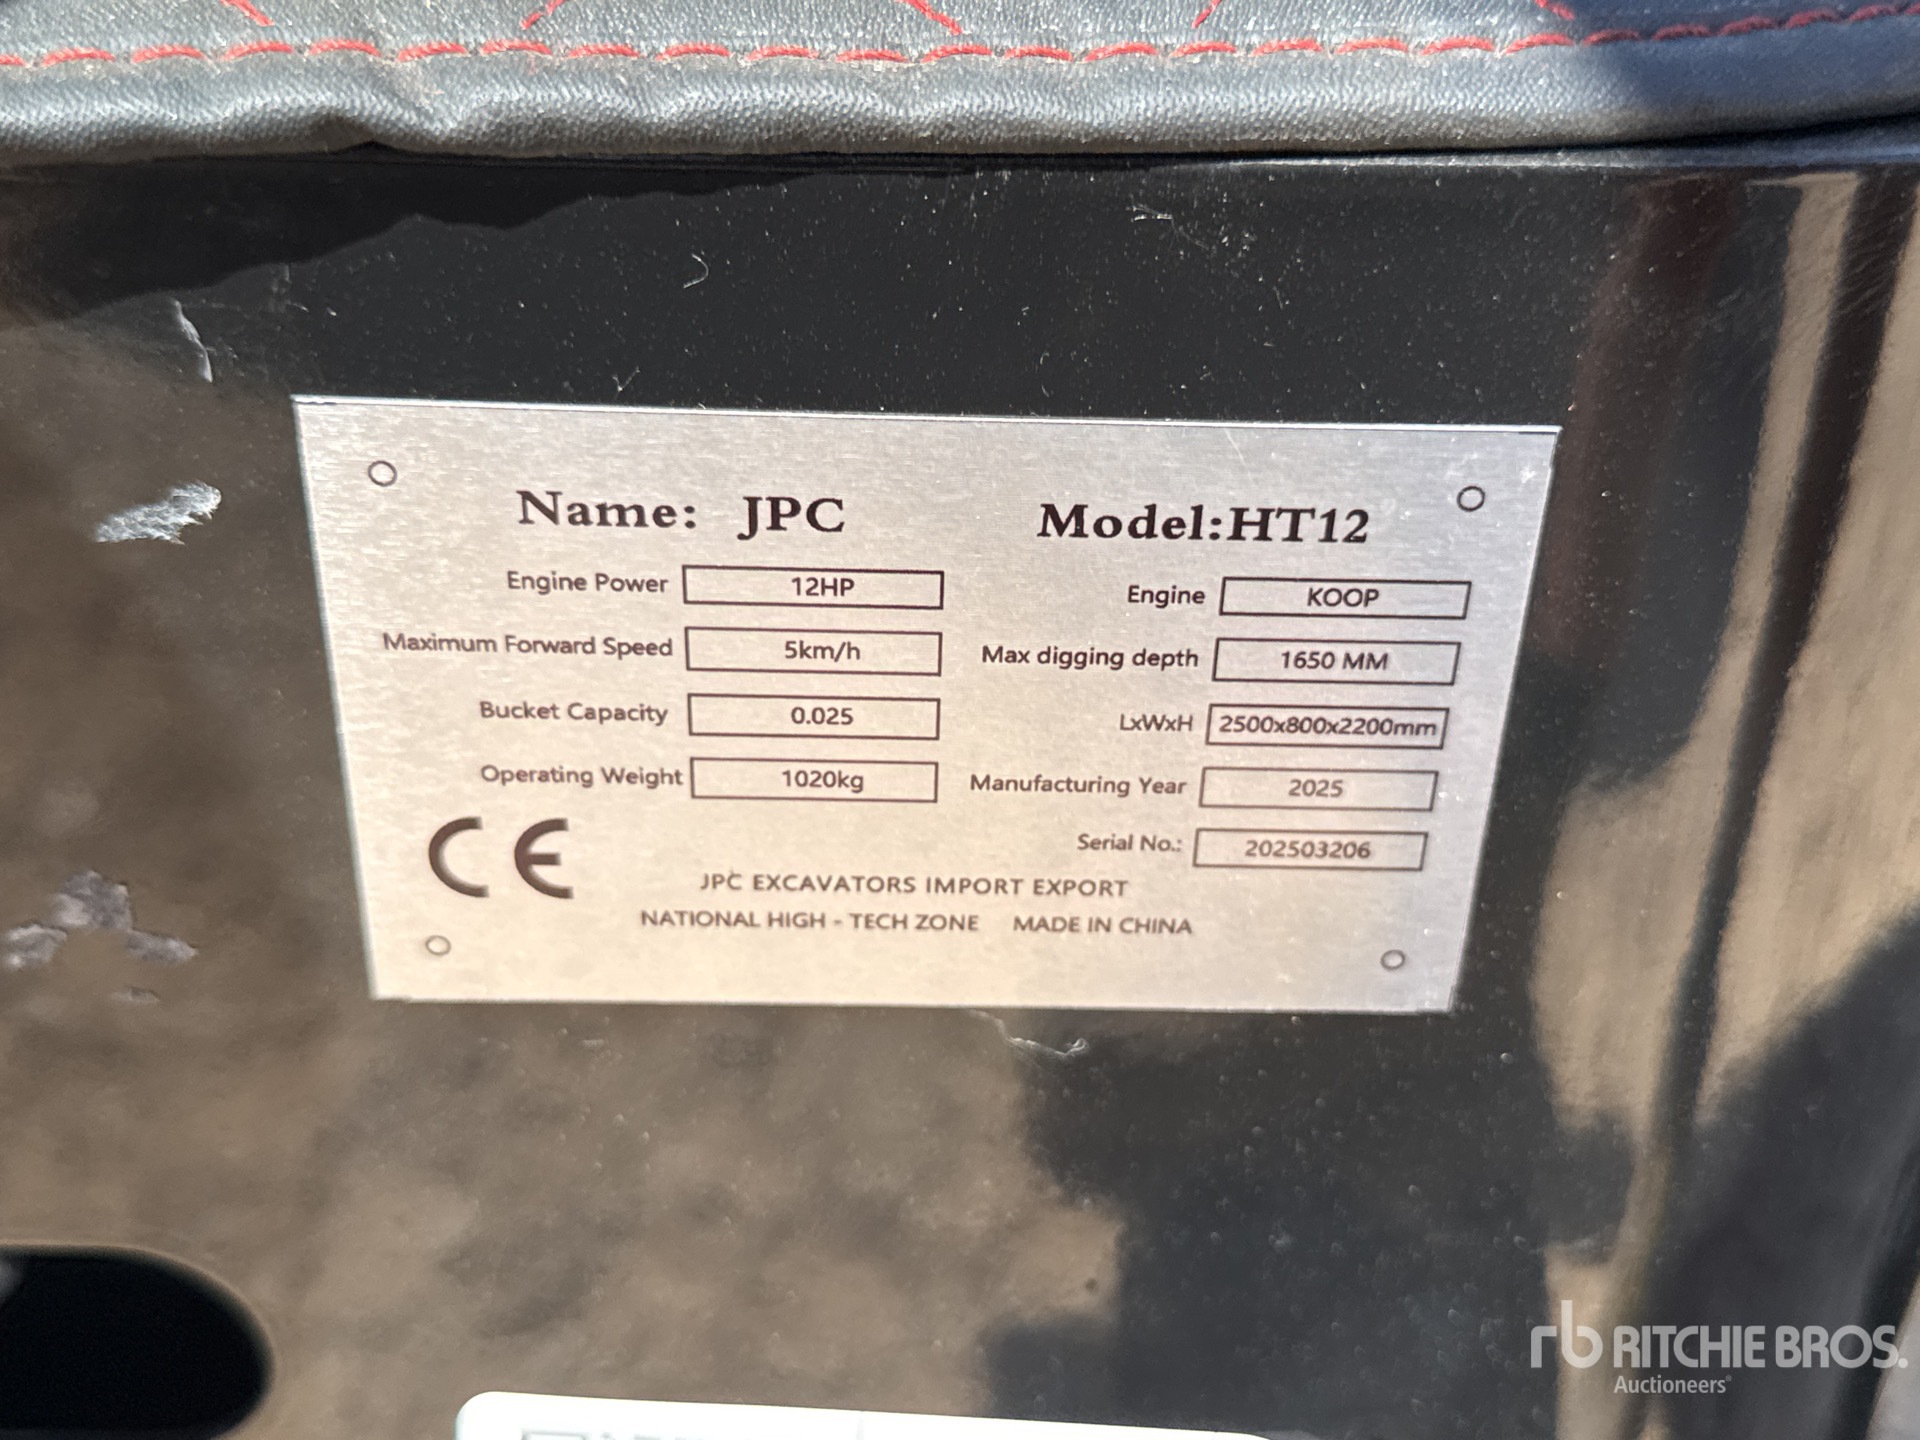 Name: JPC Model:HT12
Engine Power 12HP Engine KOOP
Maximum Forward Speed 5km/h Max digging depth 1650 MM
Bucket Capacity 0.025 LxWxH 2500x800x2200mm
Operating Weight 1020kg Manufacturing Year 2025
Serial No.: 202503206
CE
JPC EXCAVATORS IMPORT EXPORT
NATIONAL HIGH - TECH ZONE MADE IN CHINA
rb RITCHIE BROS.
Auctioneers